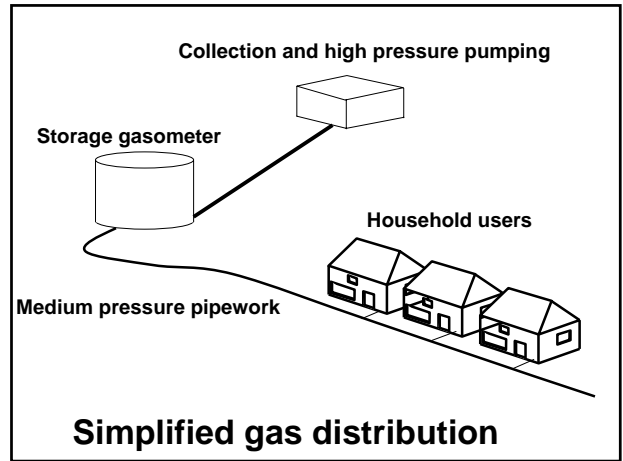 Collection and high pressure pumping
Storage gasometer
Household users
Medium pressure pipework
Simplified gas distribution